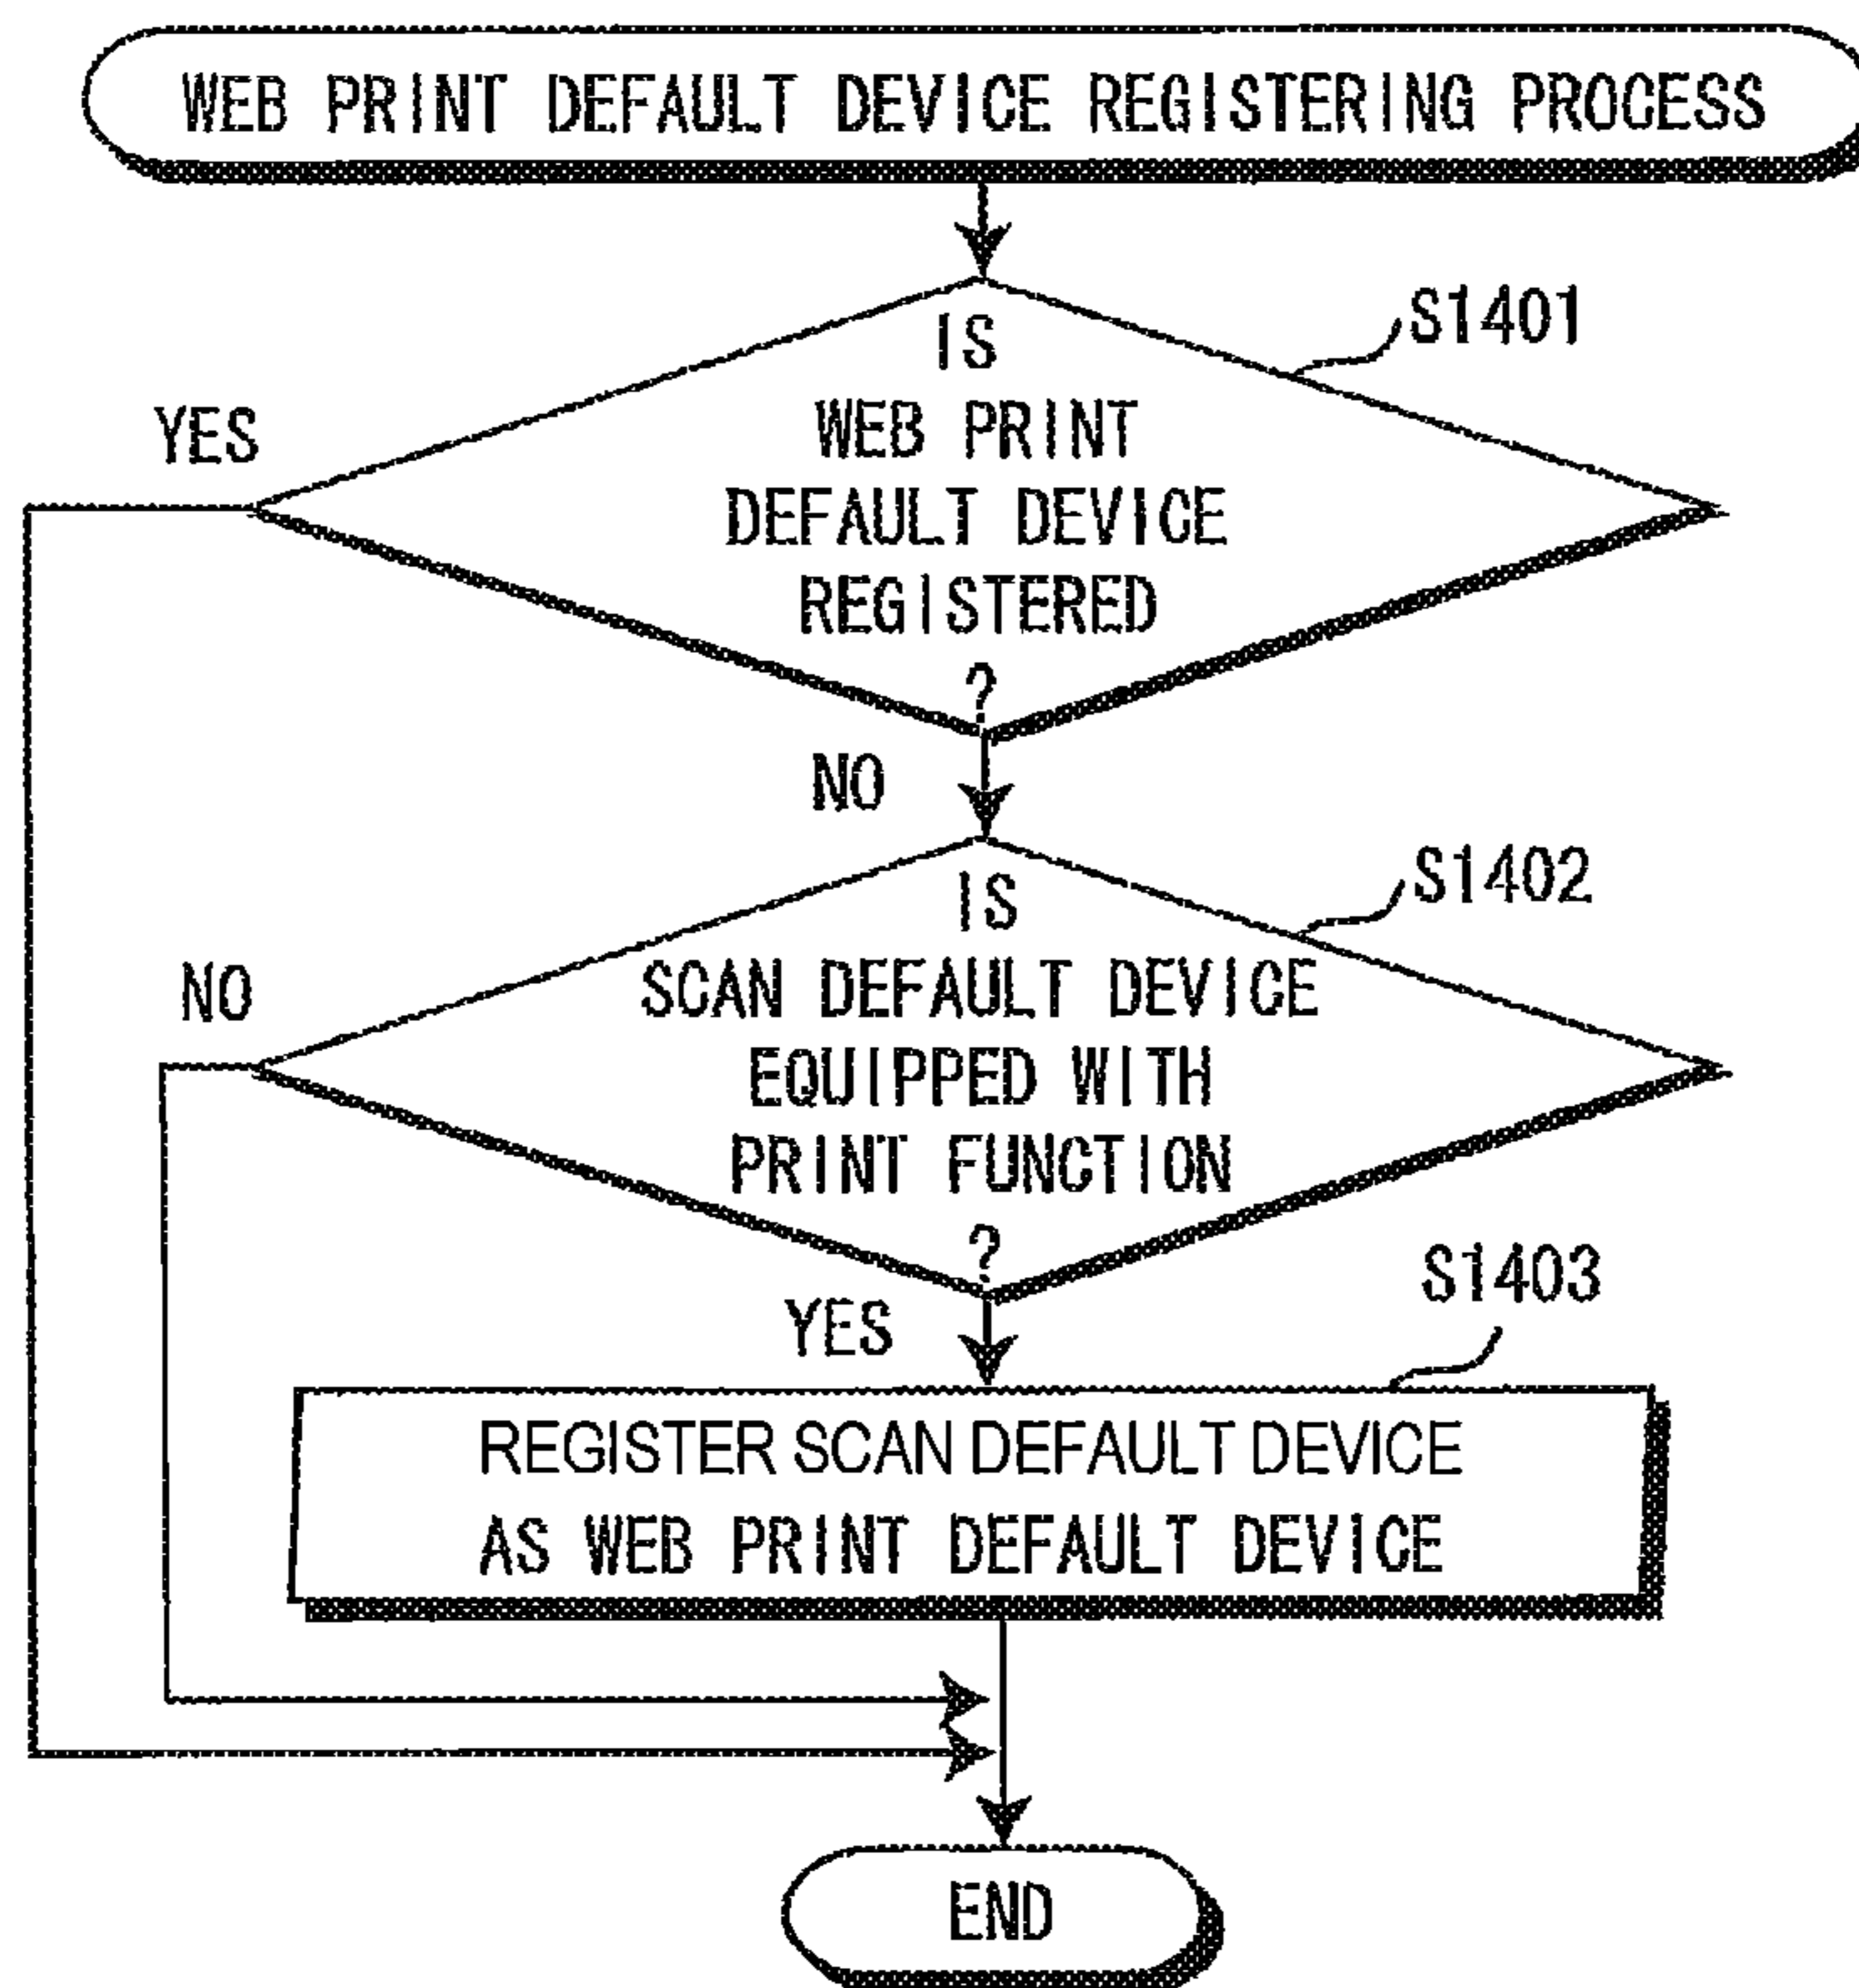 WEB PRINT DEFAULT DEVICE REGISTERING PROCESS
S1401
IS
WEB PRINT
DEFAULT DEVICE
REGISTERED
?
YES
NO
S1402
IS
SCAN DEFAULT DEVICE
EQUIPPED WITH
PRINT FUNCTION
?
NO
YES
S1403
REGISTER SCAN DEFAULT DEVICE
AS WEB PRINT DEFAULT DEVICE
END